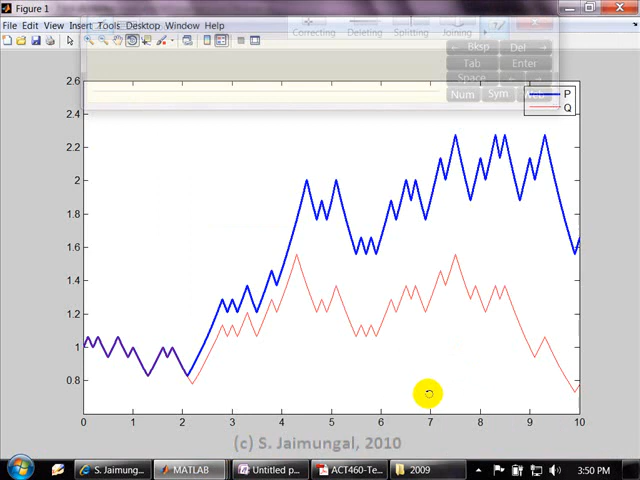 Figure 1
File Edit View Insert Tools Desktop Window Help
Correcting Deleting Splitting Joining
← Bksp Del →
Tab Enter
Space ← →
Num Sym
P
Q
2.6
2.4
2.2
2
1.8
1.6
1.4
1.2
1
0.8
0 1 2 3 4 5 6 7 8 9 10
(c) S. Jaimungal, 2010
S. Jaimung... MATLAB Untitled p... ACT460-Te... 2009 3:50 PM